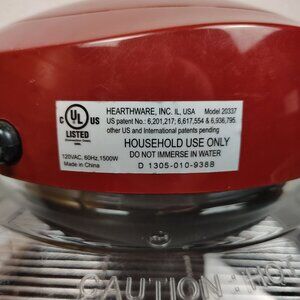 HEARTHWARE, INC. IL, USA Model 20337
US patent No.: 6,201,217; 6,617,554 & 6,936,795.
other US and International patents pending
C UL US
LISTED
HOUSEHOLD USE ONLY
DO NOT IMMERSE IN WATER
120VAC, 60Hz, 1500W
Made in China
D 1305-010-938B
CAUTION: HOT